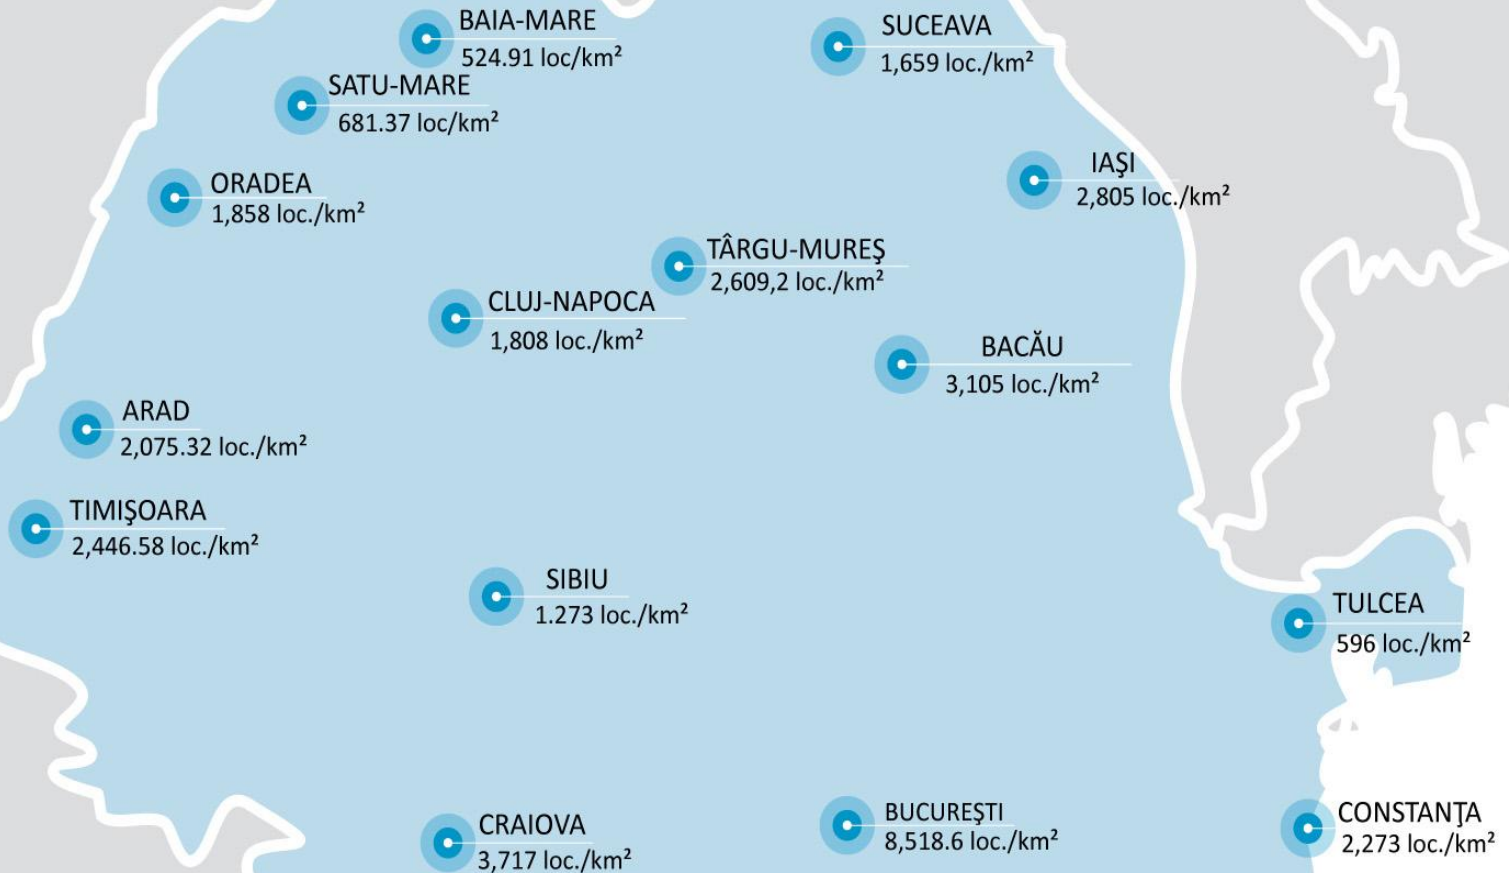 BAIA-MARE
524.91 loc/km²
SUCEAVA
1,659 loc./km²
SATU-MARE
681.37 loc/km²
IAŞI
2,805 loc./km²
ORADEA
1,858 loc./km²
TÂRGU-MUREŞ
2,609,2 loc./km²
CLUJ-NAPOCA
1,808 loc./km²
BACĂU
3,105 loc./km²
ARAD
2,075.32 loc./km²
TIMIŞOARA
2,446.58 loc./km²
SIBIU
1.273 loc./km²
TULCEA
596 loc./km²
CRAIOVA
3,717 loc./km²
BUCUREŞTI
8,518.6 loc./km²
CONSTANŢA
2,273 loc./km²